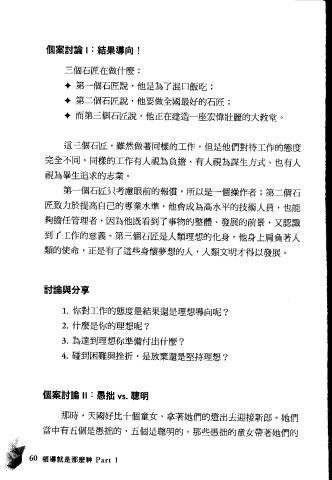 個案討論 I：結果導向！
三個石匠在做什麼：
✦ 第一個石匠說，他是為了混口飯吃；
✦ 第二個石匠說，他要做全國最好的石匠；
✦ 而第三個石匠說，他正在建造一座宏偉壯麗的大教堂。
這三個石匠，雖然做著同樣的工作，但是他們對待工作的態度
完全不同，同樣的工作有人視為負擔、有人視為謀生方式、也有人
視為畢生追求的志業。
第一個石匠只考慮眼前的報償，所以是一個操作者；第二個石
匠致力於提高自己的專業水準，他會成為高水平的技術人員，也能
夠擔任管理者，因為他既看到了事物的整體、發展的前景，又認識
到了工作的意義。第三個石匠是人類理想的化身，他身上肩負著人
類的使命，正是有了這些身懷夢想的人，人類文明才得以發展。
討論與分享
1. 你對工作的態度是結果還是理想導向呢？
2. 什麼是你的理想呢？
3. 為達到理想你準備付出什麼？
4. 碰到困難與挫折，是放棄還是堅持理想？
個案討論 II：愚拙 vs. 聰明
那時，天國好比十個童女，拿著她們的燈出去迎接新郎。她們
當中有五個是愚拙的，五個是聰明的。那些愚拙的童女帶著她們的
60 領導就是那麼神 Part 1